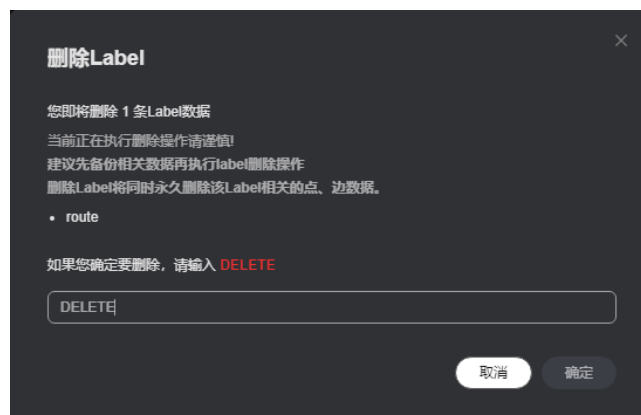 删除Label
您即将删除 1 条Label数据
当前正在执行删除操作请谨慎!
建议先备份相关数据再执行label删除操作
删除Label将同时永久删除该Label相关的点、边数据。
• route
如果您确定要删除，请输入 DELETE
DELETE
取消 确定